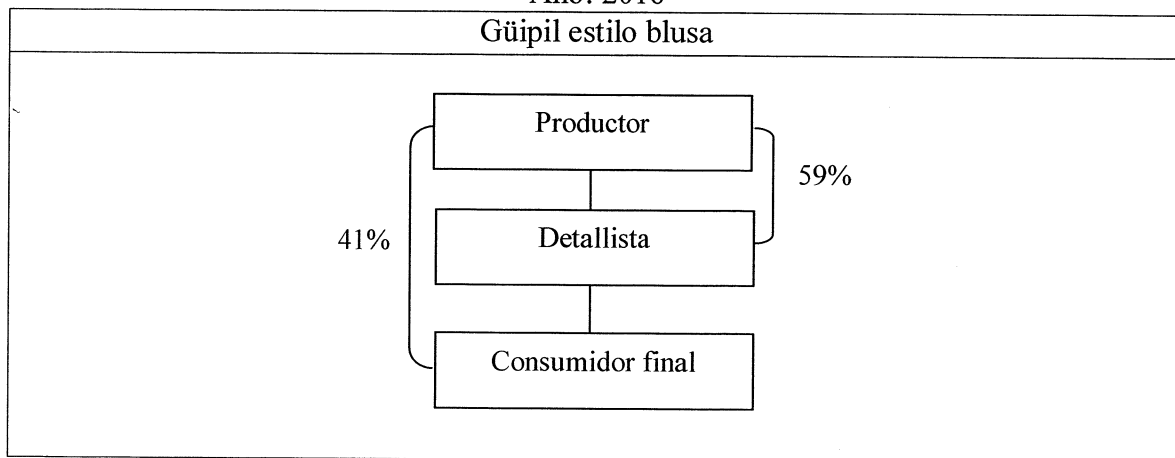 Güipil estilo blusa
Productor
59%
41%
Detallista
Consumidor final